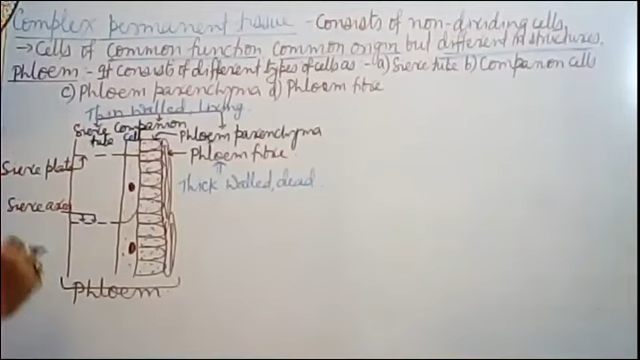 Complex permanent tissue - Consists of non-dividing cells,
→ Cells of Common function common origin but different in structures.
Phloem - It consists of different types of cells as - a) Sieve tube b) Companion cells
c) Phloem parenchyma d) Phloem fibre
Thin walled, living
Sieve tube
Companion cell
Phloem parenchyma
Phloem fibre
Thick walled, dead
Sieve plate
Sieve area
Phloem